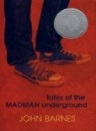 tales of the
MADMAN underground
JOHN BARNES